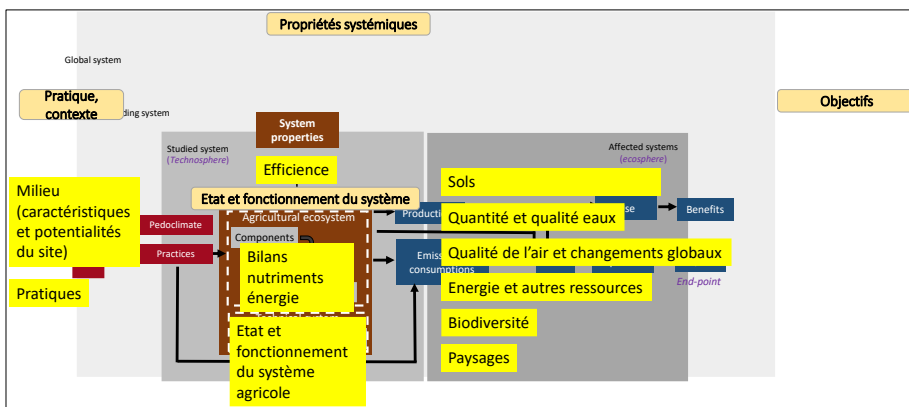 Propriétés systémiques
Global system
Pratique,
contexte
ding system
Objectifs
System
properties
Studied system
(Technosphere)
Affected systems
(ecosphere)
Efficience
Sols
Milieu
(caractéristiques
et potentialités
du site)
Etat et fonctionnement du système
Pedoclimate
Agricultural ecosystem
Quantité et qualité eaux
Benefits
Components
Practices
Bilans
nutriments
énergie
consumptions
Qualité de l'air et changements globaux
End-point
Pratiques
Energie et autres ressources
Etat et
fonctionnement
du système
agricole
Biodiversité
Paysages